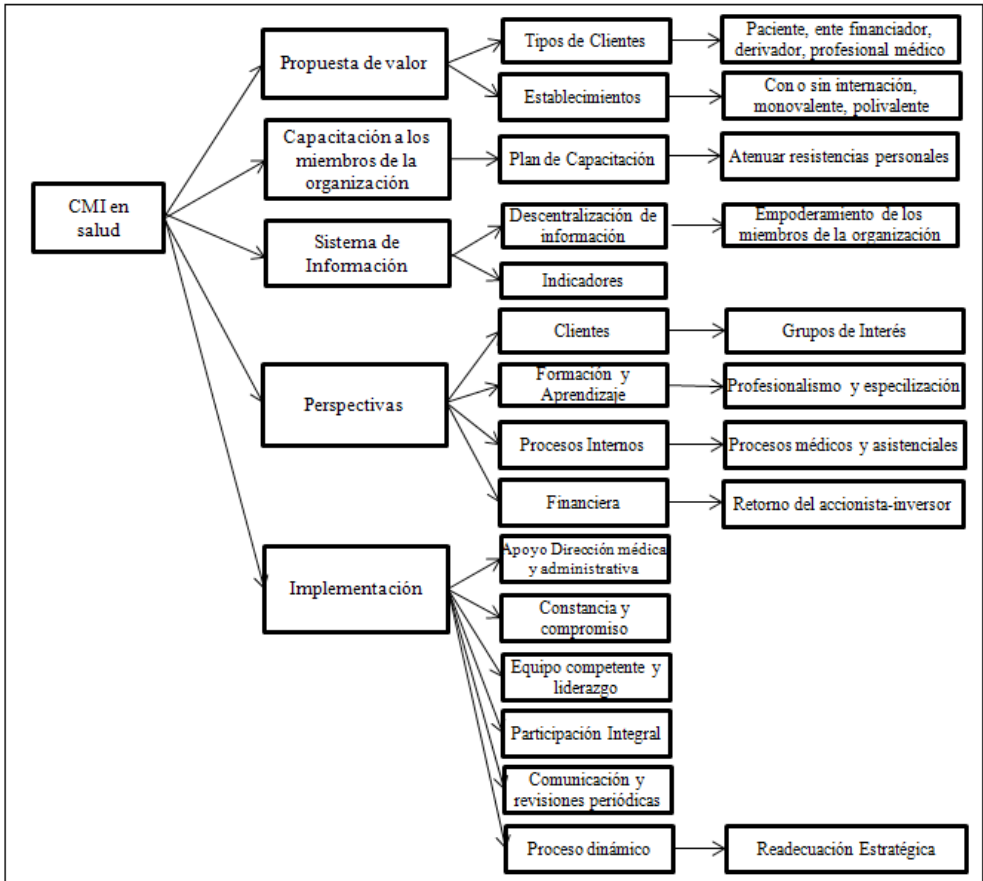 CMI en
salud
Propuesta de valor
Tipos de Clientes
Paciente, ente financiador,
derivador, profesional médico
Establecimientos
Con o sin internación,
monovalente, polivalente
Capacitación a los
miembros de la
organización
Plan de Capacitación
Atenuar resistencias personales
Sistema de
Información
Descentralización de
información
Empoderamiento de los
miembros de la organización
Indicadores
Perspectivas
Clientes
Grupos de Interés
Formación y
Aprendizaje
Profesionalismo y especilización
Procesos Internos
Procesos médicos y asistenciales
Financiera
Retorno del accionista-inversor
Implementación
Apoyo Dirección médica
y administrativa
Constancia y
compromiso
Equipo competente y
liderazgo
Participación Integral
Comunicación y
revisiones periódicas
Proceso dinámico
Readecuación Estratégica